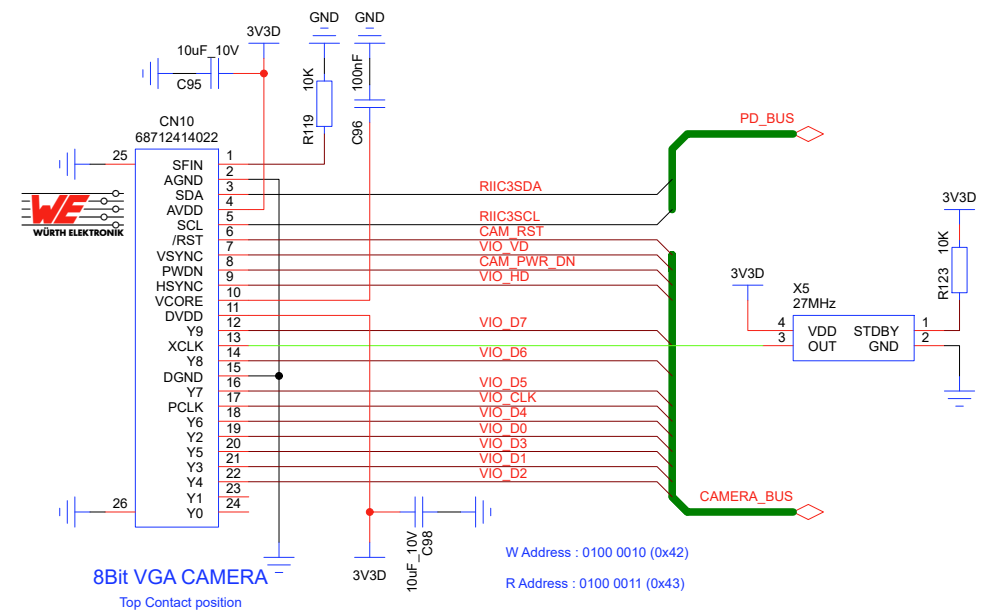 GND GND
3V3D
10uF_10V
C95
10K
R119
100nF
C96
CN10
68712414022
25
26
WE
WÜRTH ELEKTRONIK
SFIN 1
AGND 2
SDA 3
AVDD 4
SCL 5
/RST 6
VSYNC 7
PWDN 8
HSYNC 9
VCORE 10
DVDD 11
Y9 12
XCLK 13
Y8 14
DGND 15
Y7 16
PCLK 17
Y6 18
Y2 19
Y5 20
Y3 21
Y4 22
Y1 23
Y0 24
PD_BUS
RIIC3SDA
RIIC3SCL
CAM_RST
VIO_VD
CAM_PWR_DN
VIO_HD
VIO_D7
VIO_D6
VIO_D5
VIO_CLK
VIO_D4
VIO_D0
VIO_D3
VIO_D1
VIO_D2
CAMERA_BUS
3V3D
10K
R123
3V3D
X5
27MHz
4 VDD STDBY 1
3 OUT GND 2
10uF_10V
C98
3V3D
W Address : 0100 0010 (0x42)
R Address : 0100 0011 (0x43)
8Bit VGA CAMERA
Top Contact position